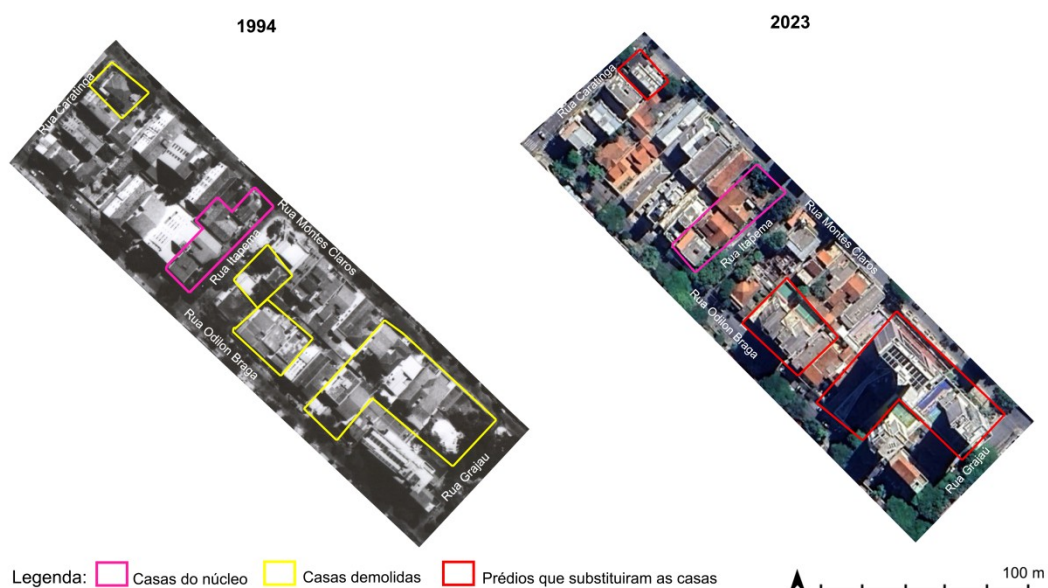 1994
2023
Rua Caratinga
Rua Montes Claros
Rua Itapema
Rua Odilon Braga
Rua Grajau
Rua Caratinga
Rua Montes Claros
Rua Itapema
Rua Odilon Braga
Rua Grajaú
Legenda: Casas do núcleo Casas demolidas Prédios que substituiram as casas
100 m